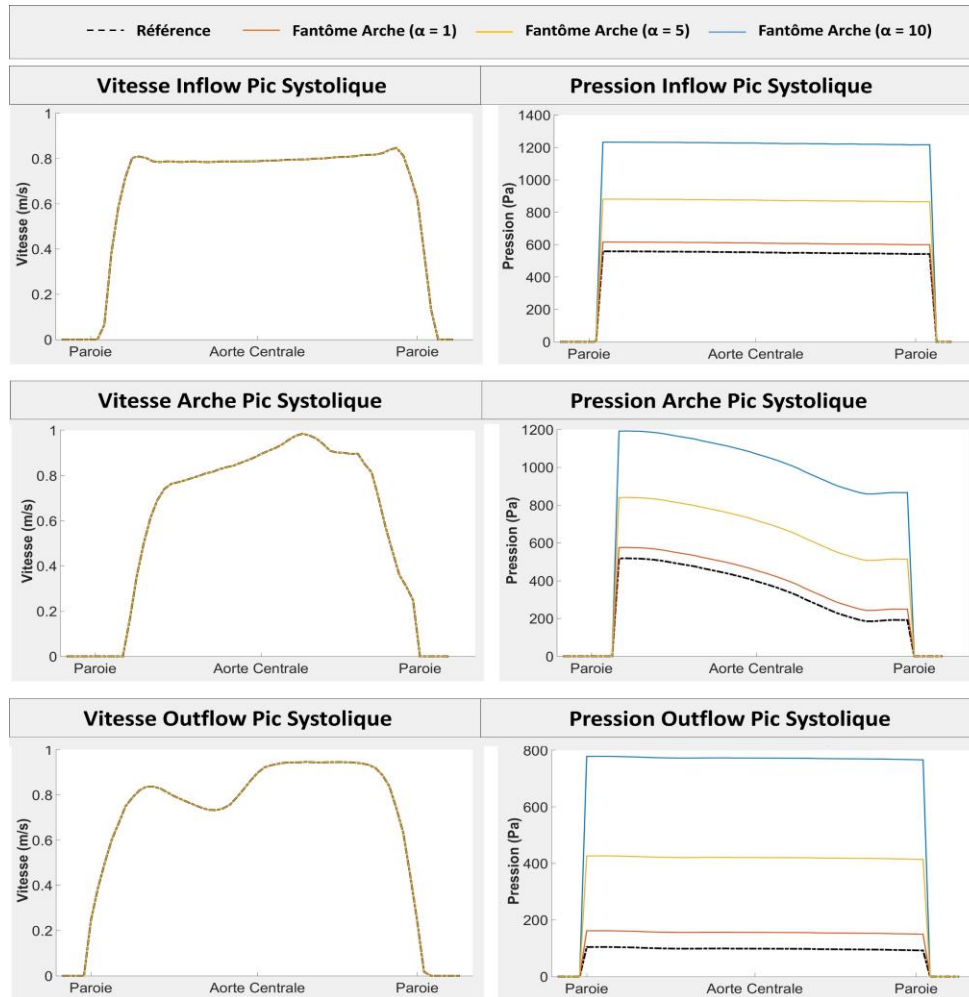 Référence Fantôme Arche (α = 1) Fantôme Arche (α = 5) Fantôme Arche (α = 10)
Vitesse Inflow Pic Systolique
1
0.8
0.6
0.4
0.2
0
Vitesse (m/s)
Paroie Aorte Centrale Paroie
Pression Inflow Pic Systolique
1400
1200
1000
800
600
400
200
0
Pression (Pa)
Paroie Aorte Centrale Paroie
Vitesse Arche Pic Systolique
1
0.8
0.6
0.4
0.2
0
Vitesse (m/s)
Paroie Aorte Centrale Paroie
Pression Arche Pic Systolique
1200
1000
800
600
400
200
0
Pression (Pa)
Paroie Aorte Centrale Paroie
Vitesse Outflow Pic Systolique
1
0.8
0.6
0.4
0.2
0
Vitesse (m/s)
Paroie Aorte Centrale Paroie
Pression Outflow Pic Systolique
800
600
400
200
0
Pression (Pa)
Paroie Aorte Centrale Paroie